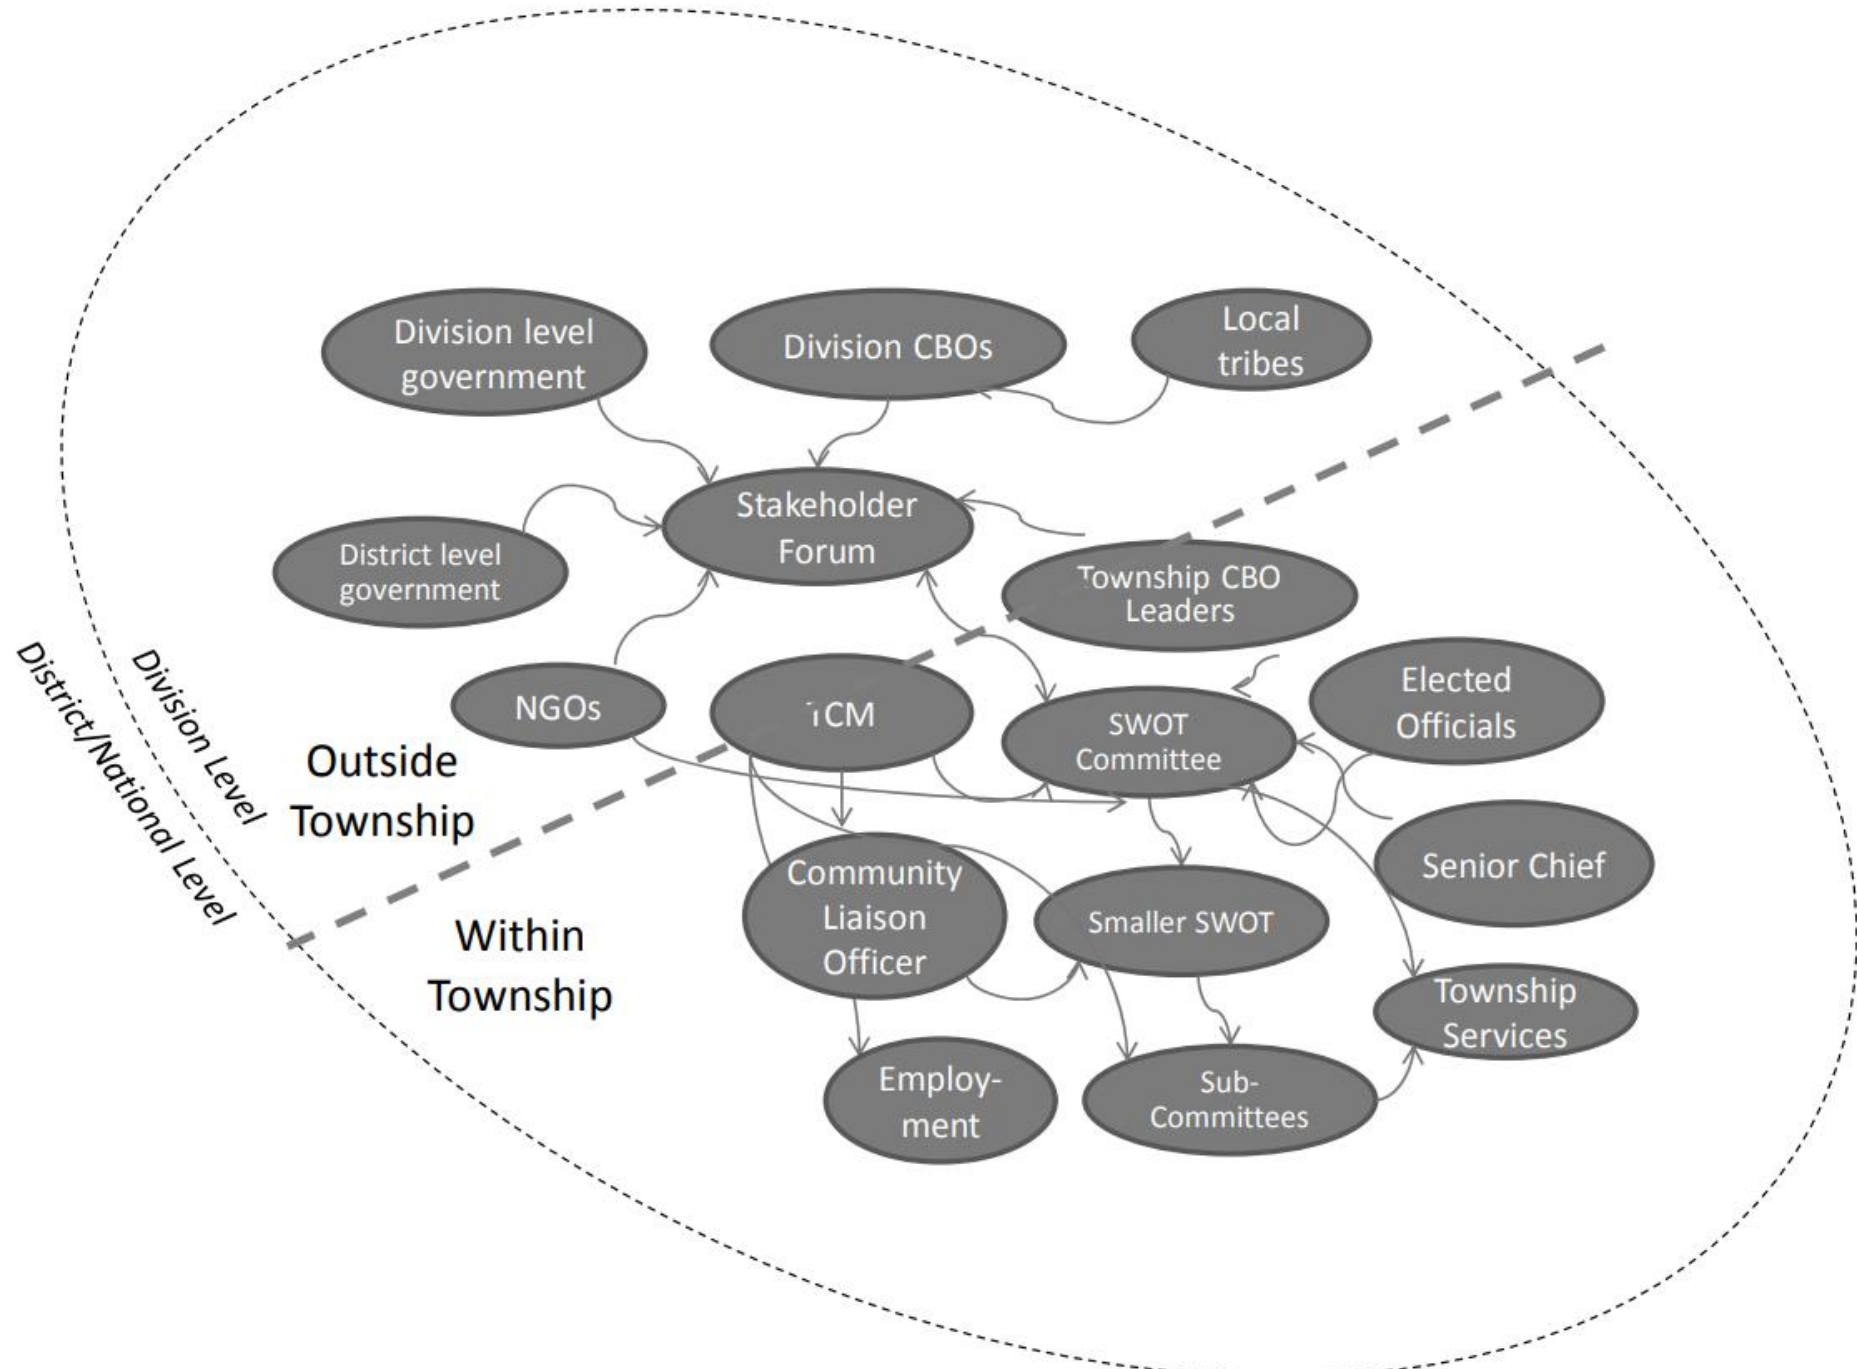 Division level
government
Division CBOs
Local
tribes
Stakeholder
Forum
District level
government
Township CBO
Leaders
NGOs
TCM
SWOT
Committee
Elected
Officials
Division Level
District/National Level
Outside
Township
Within
Township
Community
Liaison
Officer
Smaller SWOT
Senior Chief
Township
Services
Employ-
ment
Sub-
Committees